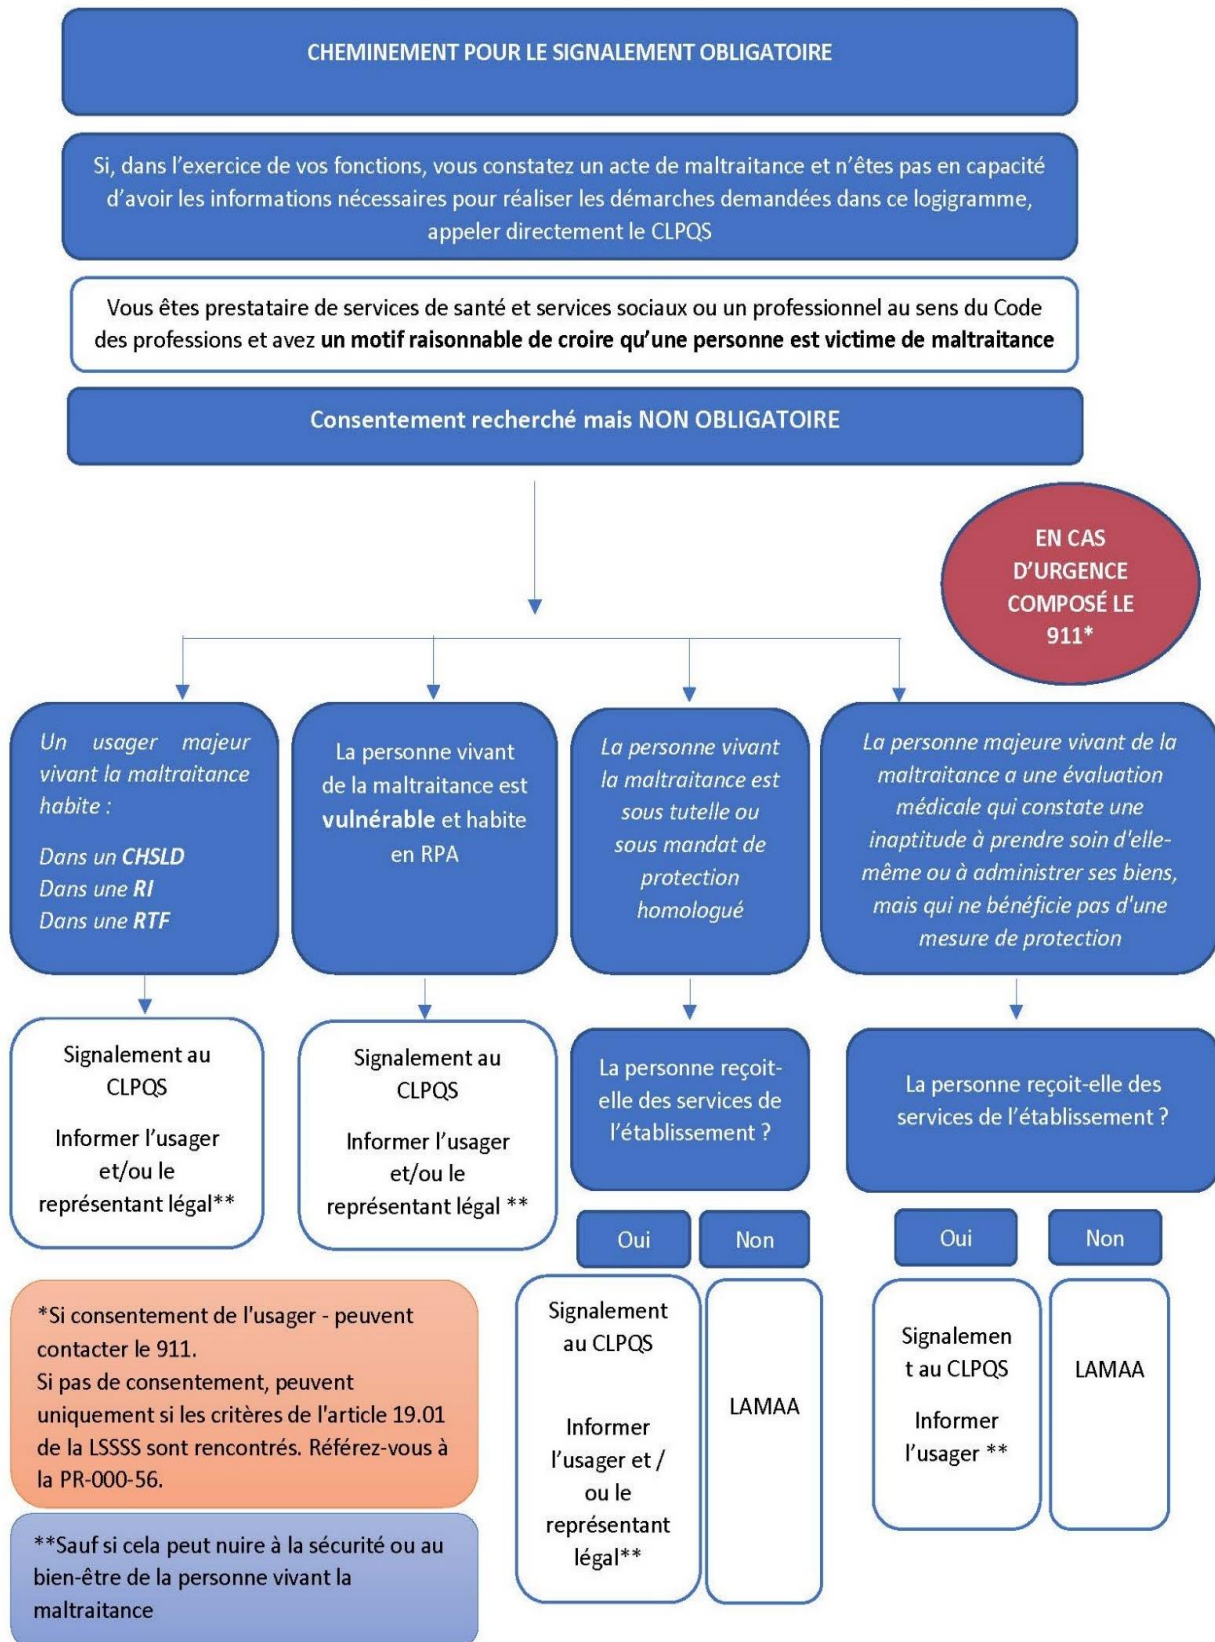 CHEMINEMENT POUR LE SIGNALEMENT OBLIGATOIRE
Si, dans l’exercice de vos fonctions, vous constatez un acte de maltraitance et n’êtes pas en capacité
d’avoir les informations nécessaires pour réaliser les démarches demandées dans ce logigramme,
appeler directement le CLPQS
Vous êtes prestataire de services de santé et services sociaux ou un professionnel au sens du Code
des professions et avez un motif raisonnable de croire qu’une personne est victime de maltraitance
Consentement recherché mais NON OBLIGATOIRE
EN CAS
D’URGENCE
COMPOSÉ LE
911*
Un usager majeur
vivant la maltraitance
habite :
Dans un CHSLD
Dans une RI
Dans une RTF
La personne vivant
de la maltraitance est
vulnérable et habite
en RPA
La personne vivant
la maltraitance est
sous tutelle ou
sous mandat de
protection
homologué
La personne majeure vivant de la
maltraitance a une évaluation
médicale qui constate une
inaptitude à prendre soin d'elle-
même ou à administrer ses biens,
mais qui ne bénéficie pas d'une
mesure de protection
Signalement au
CLPQS
Informer l’usager
et/ou le
représentant légal**
Signalement au
CLPQS
Informer l’usager
et/ou le
représentant légal **
La personne reçoit-
elle des services de
l’établissement ?
La personne reçoit-elle des
services de l’établissement ?
Oui
Non
Oui
Non
Signalement
au CLPQS
Informer
l’usager et /
ou le
représentant
légal**
LAMAA
Signalemen
t au CLPQS
Informer
l’usager **
LAMAA
*Si consentement de l'usager - peuvent
contacter le 911.
Si pas de consentement, peuvent
uniquement si les critères de l'article 19.01
de la LSSSS sont rencontrés. Référez-vous à
la PR-000-56.
**Sauf si cela peut nuire à la sécurité ou au
bien-être de la personne vivant la
maltraitance